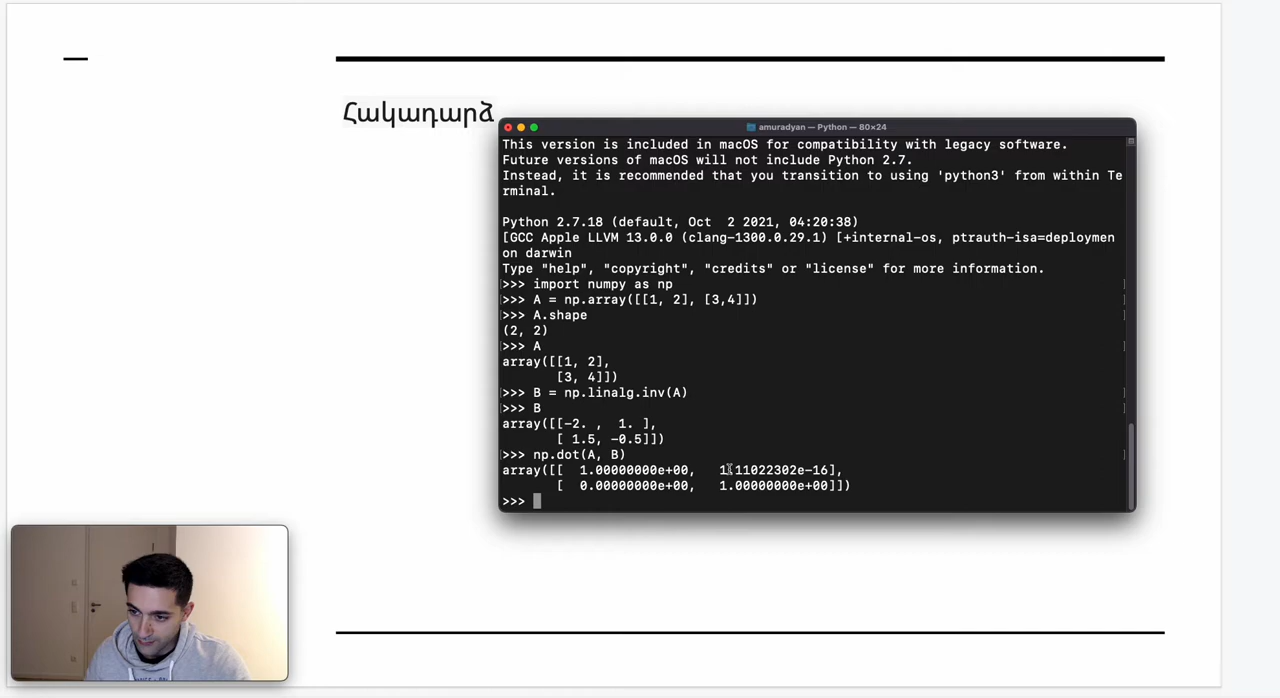 Հակադարձ
amuradyan — Python — 80×24
This version is included in macOS for compatibility with legacy software.
Future versions of macOS will not include Python 2.7.
Instead, it is recommended that you transition to using 'python3' from within Te
rminal.
Python 2.7.18 (default, Oct  2 2021, 04:20:38)
[GCC Apple LLVM 13.0.0 (clang-1300.0.29.1) [+internal-os, ptrauth-isa=deploymen
on darwin
Type "help", "copyright", "credits" or "license" for more information.
>>> import numpy as np
>>> A = np.array([[1, 2], [3,4]])
>>> A.shape
(2, 2)
>>> A
array([[1, 2],
       [3, 4]])
>>> B = np.linalg.inv(A)
>>> B
array([[-2. ,  1. ],
       [ 1.5, -0.5]])
>>> np.dot(A, B)
array([[  1.00000000e+00,   1.11022302e-16],
       [  0.00000000e+00,   1.00000000e+00]])
>>>